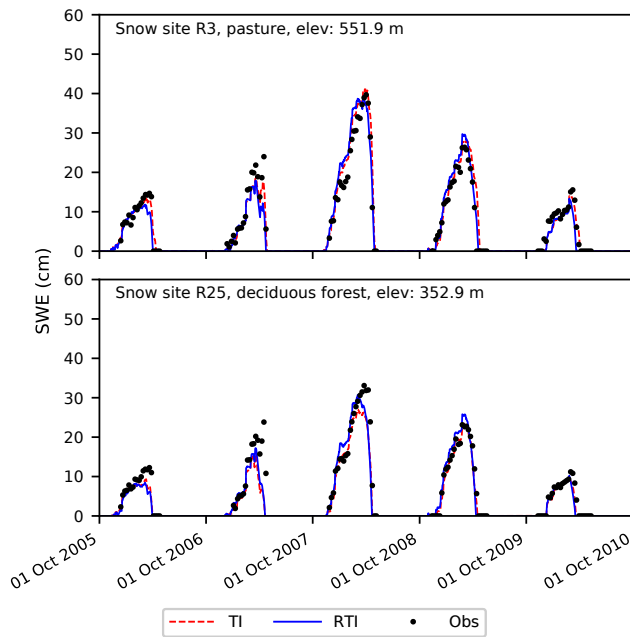 60
Snow site R3, pasture, elev: 551.9 m
50
40
30
20
10
0
SWE (cm)
60
Snow site R25, deciduous forest, elev: 352.9 m
50
40
30
20
10
0
01 Oct 2005
01 Oct 2006
01 Oct 2007
01 Oct 2008
01 Oct 2009
01 Oct 2010
TI
RTI
Obs